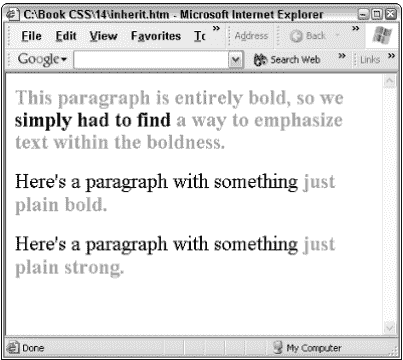 C:\Book CSS\14\inherit.htm - Microsoft Internet Explorer
File Edit View Favorites To » Address Back »
Google Search Web » Links »
This paragraph is entirely bold, so we
simply had to find a way to emphasize
text within the boldness.
Here's a paragraph with something just
plain bold.
Here's a paragraph with something just
plain strong.
Done My Computer